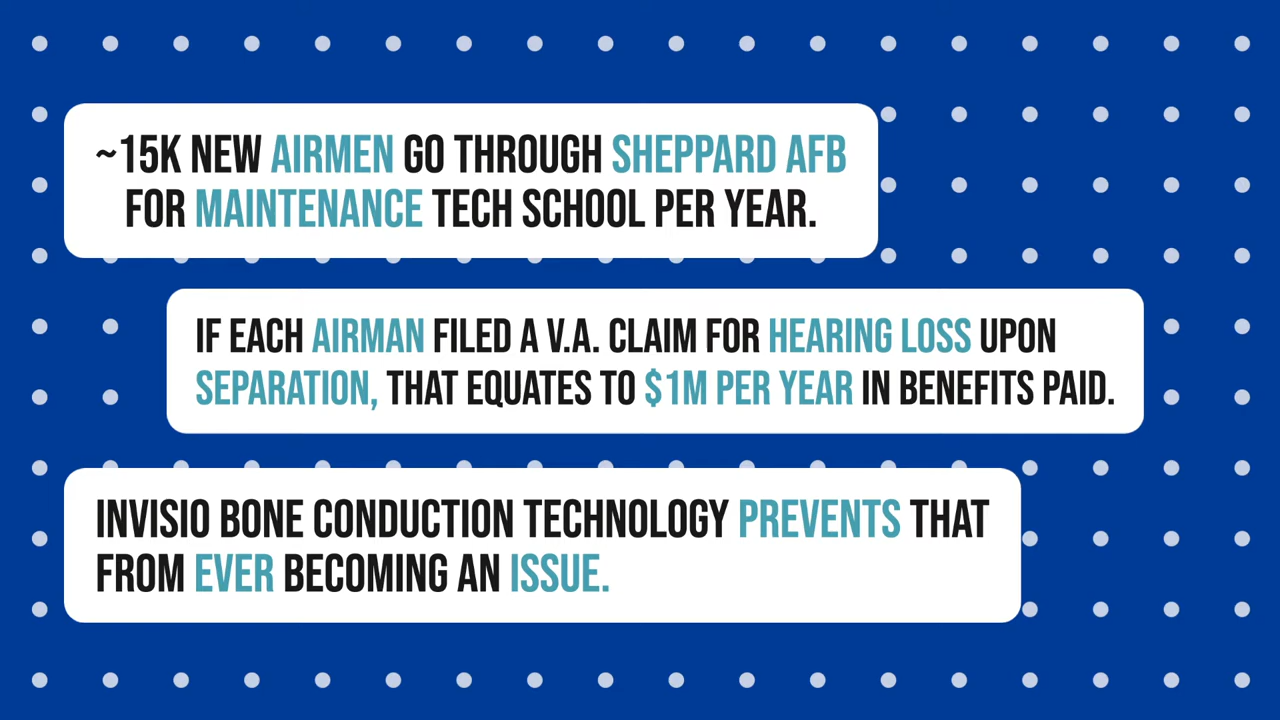 ~15K NEW AIRMEN GO THROUGH SHEPPARD AFB
FOR MAINTENANCE TECH SCHOOL PER YEAR.
IF EACH AIRMAN FILED A V.A. CLAIM FOR HEARING LOSS UPON
SEPARATION, THAT EQUATES TO $1M PER YEAR IN BENEFITS PAID.
INVISIO BONE CONDUCTION TECHNOLOGY PREVENTS THAT
FROM EVER BECOMING AN ISSUE.